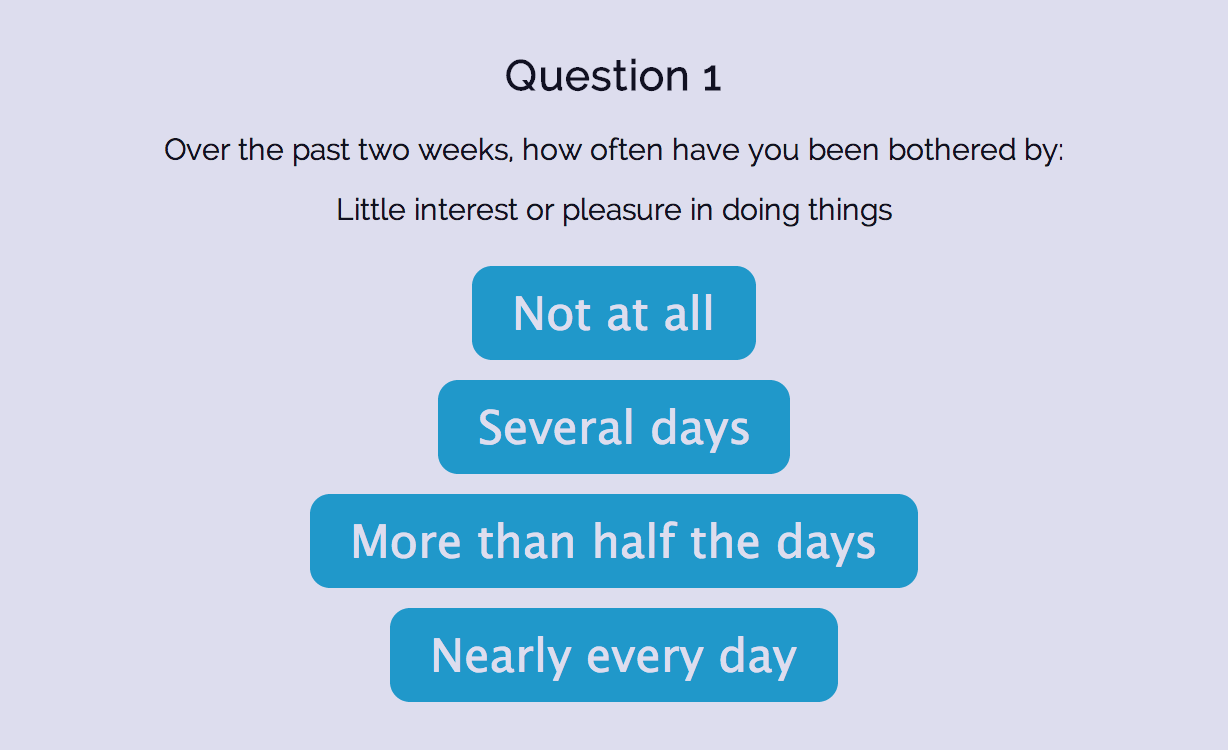 Question 1
Over the past two weeks, how often have you been bothered by:
Little interest or pleasure in doing things
Not at all
Several days
More than half the days
Nearly every day